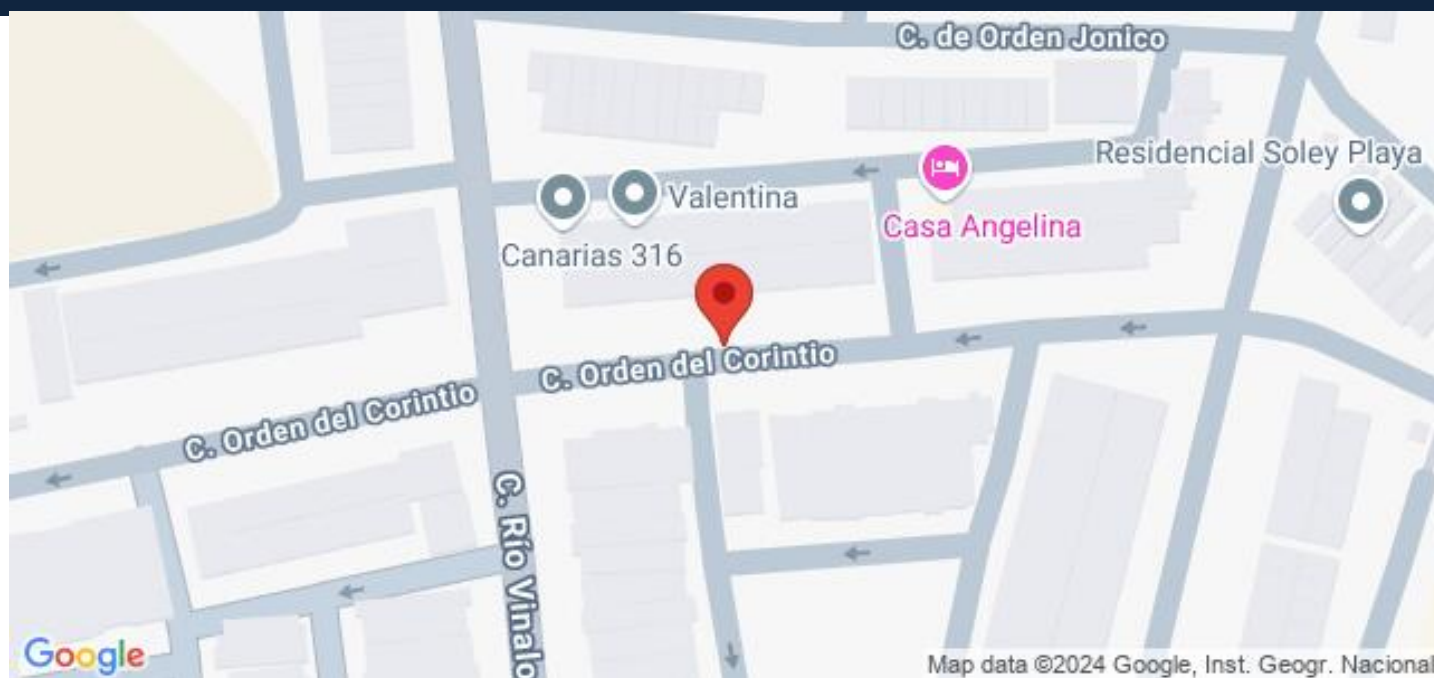 C. de Orden Jonico
Residencial Soley Playa
Valentina
Casa Angelina
Canarias 316
C. Orden del Corintio
C. Orden del Corintio
C. Río Vinalo
Google
Map data ©2024 Google, Inst. Geogr. Nacional